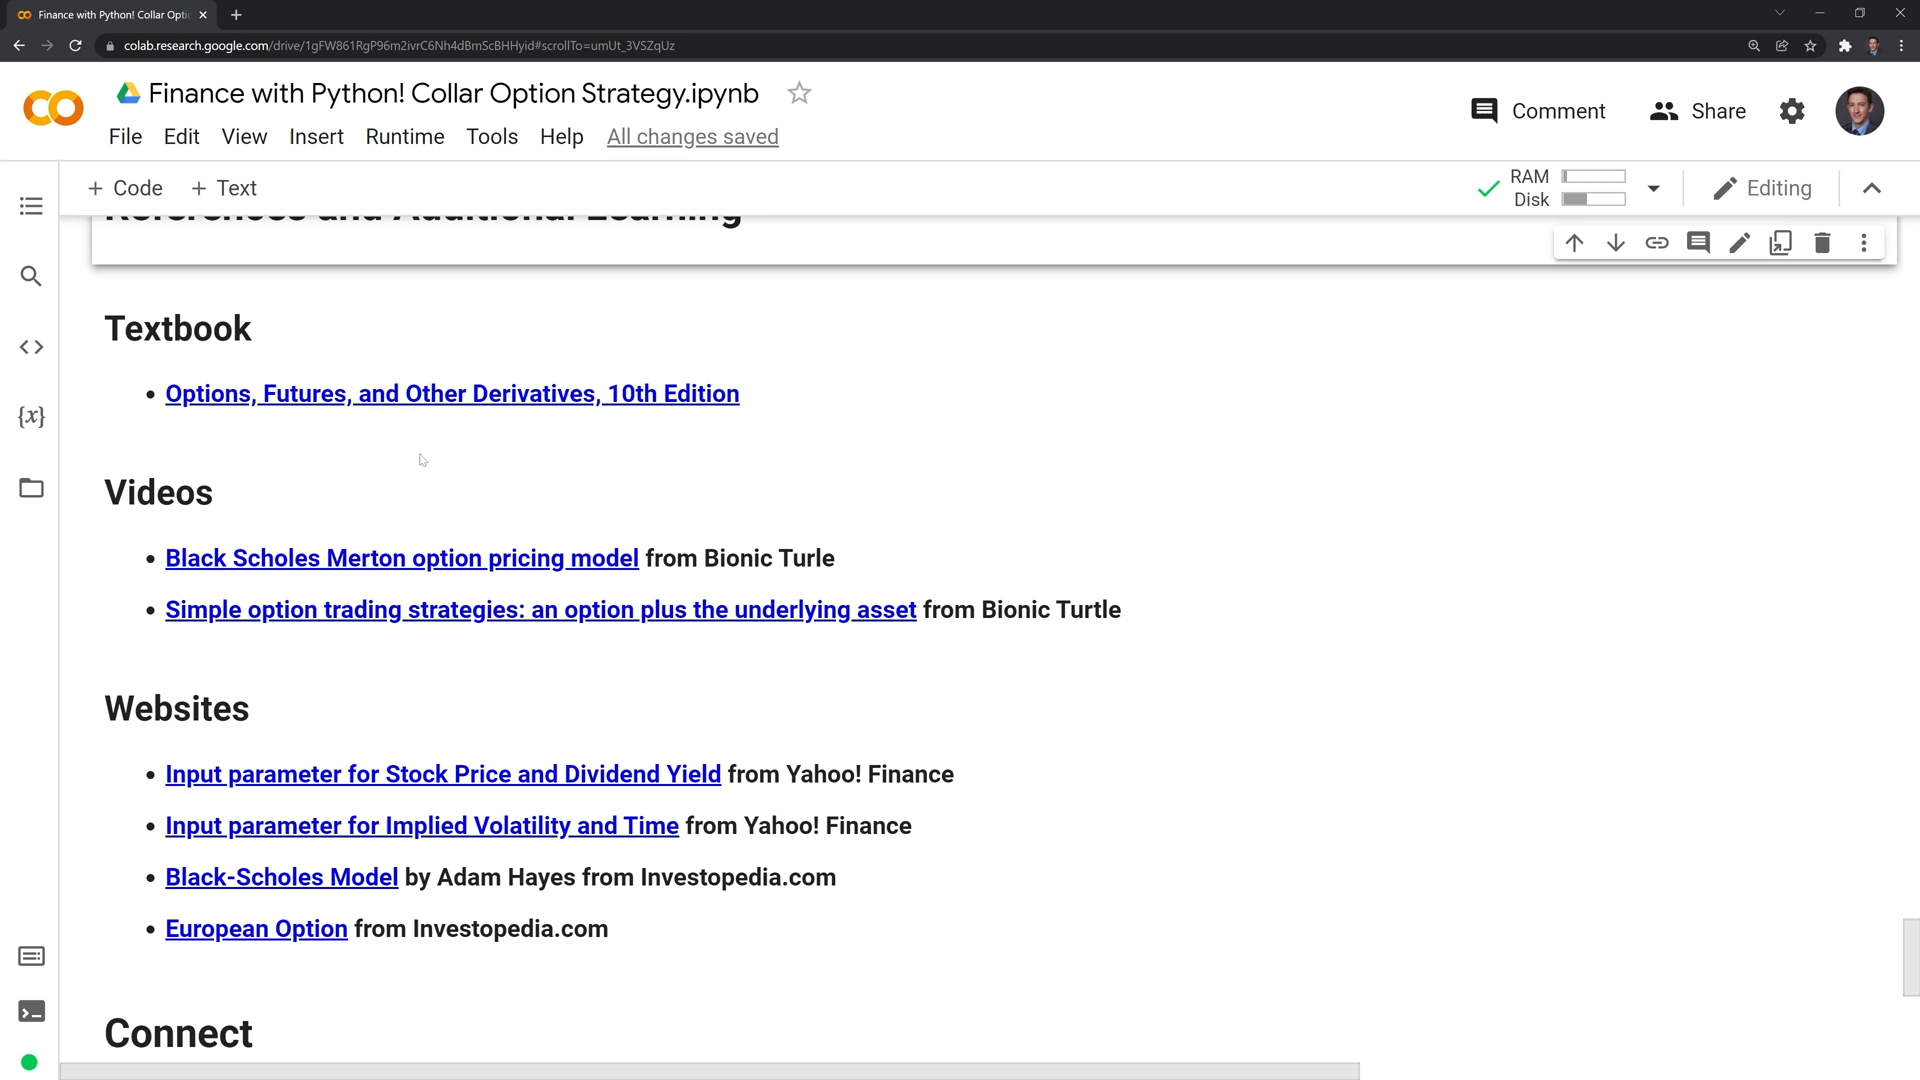 Finance with Python! Collar Optic
colab.research.google.com/drive/1gFW861RgP96m2ivrC6Nh4dBmScBHHyid#scrollTo=umUt_3VSZqUz
Finance with Python! Collar Option Strategy.ipynb
Comment
Share
File Edit View Insert Runtime Tools Help All changes saved
+ Code + Text
RAM
Disk
Editing
References and Additional Learning
{x}
Textbook
• Options, Futures, and Other Derivatives, 10th Edition
Videos
• Black Scholes Merton option pricing model from Bionic Turle
• Simple option trading strategies: an option plus the underlying asset from Bionic Turtle
Websites
• Input parameter for Stock Price and Dividend Yield from Yahoo! Finance
• Input parameter for Implied Volatility and Time from Yahoo! Finance
• Black-Scholes Model by Adam Hayes from Investopedia.com
• European Option from Investopedia.com
Connect